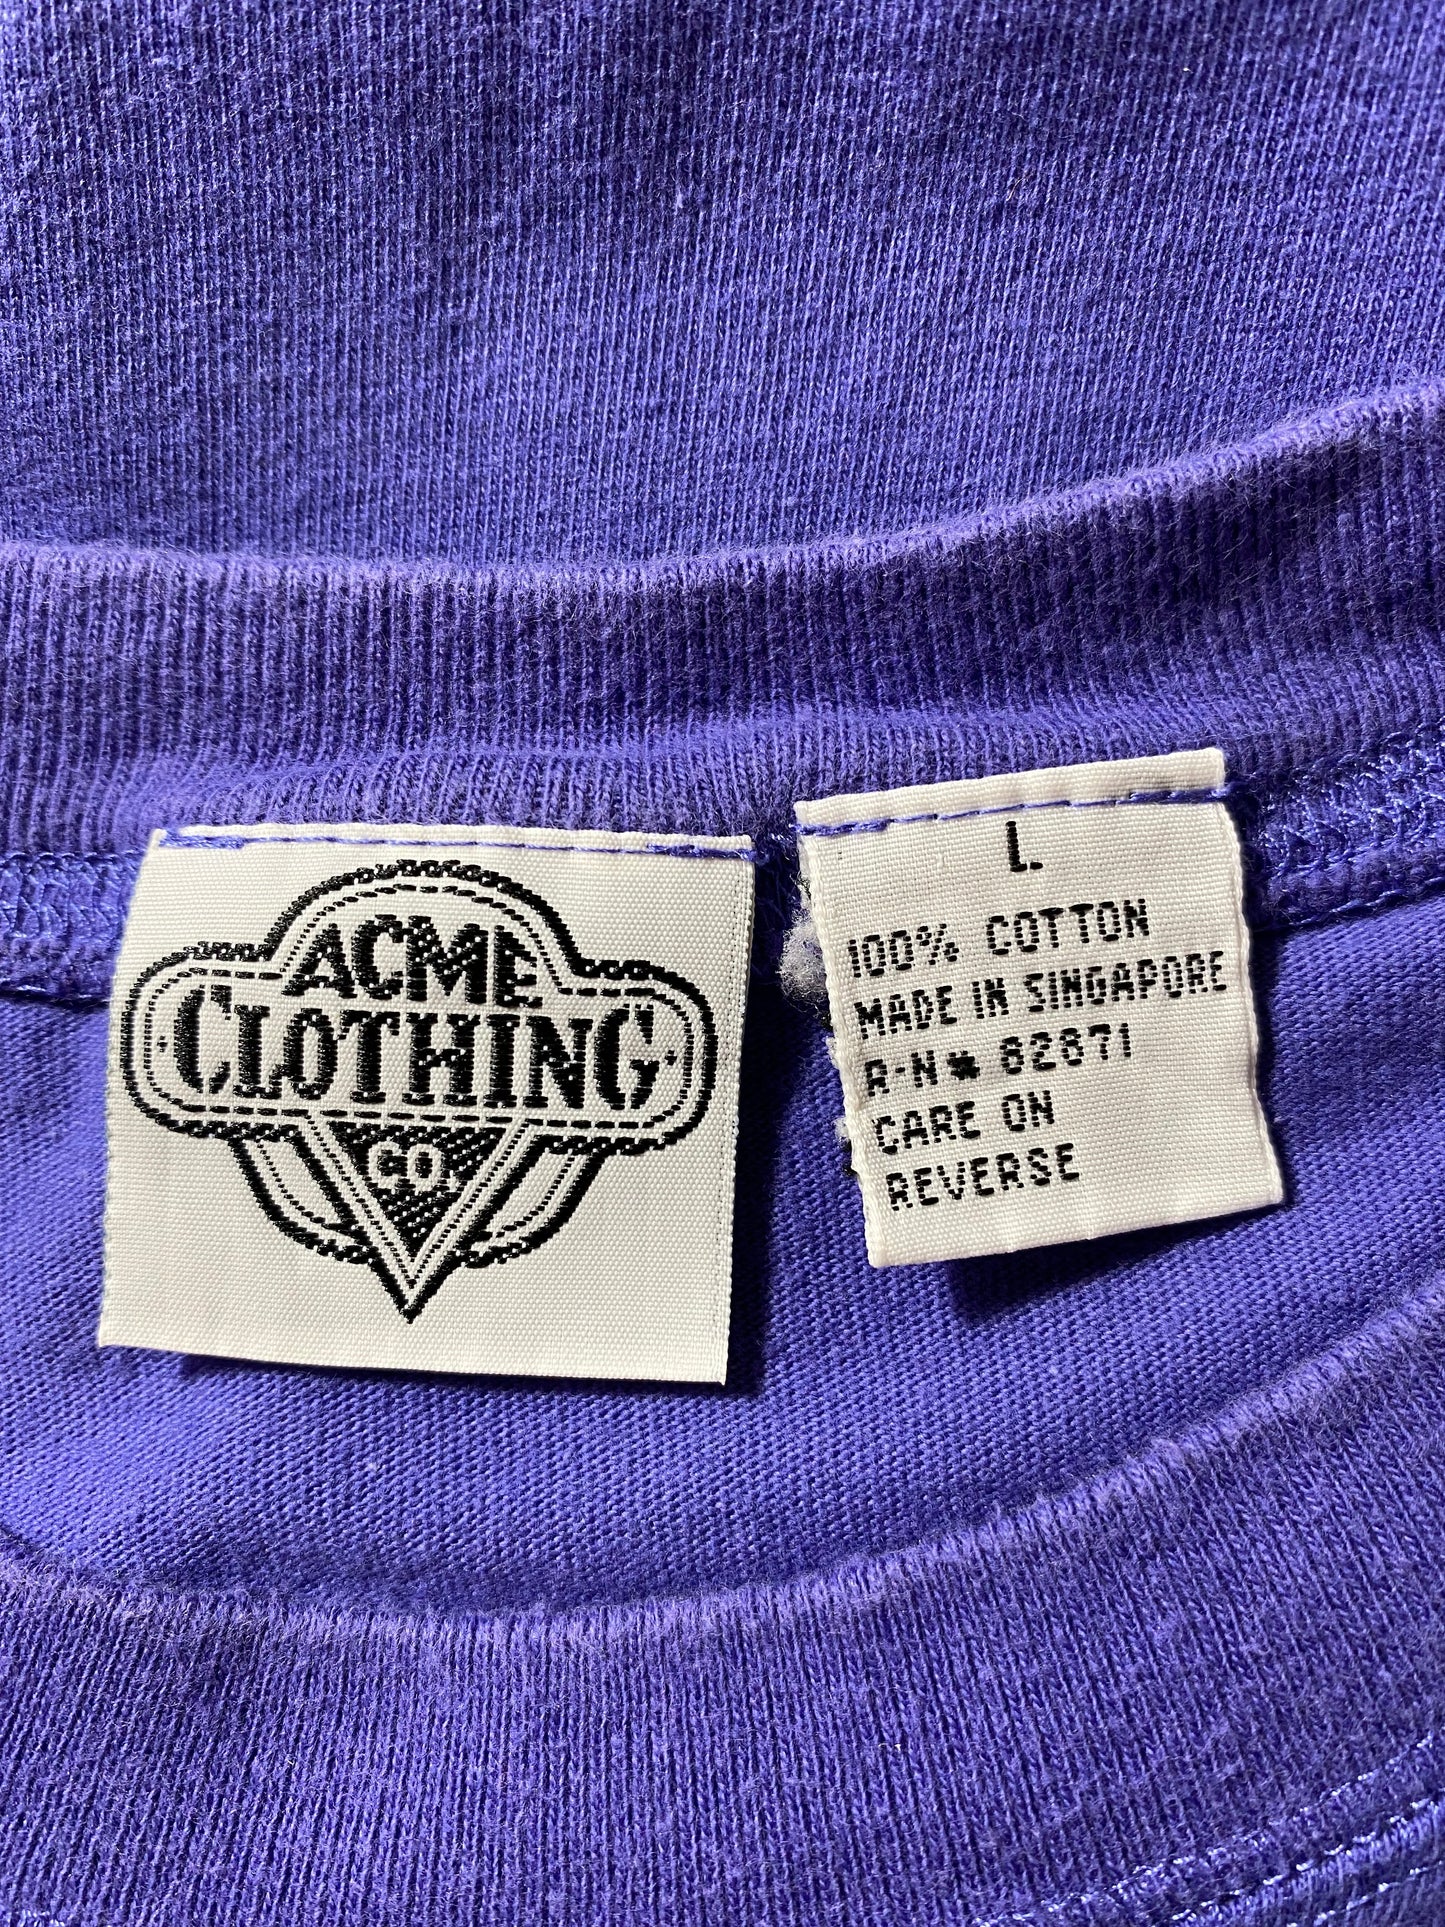 ACME
CLOTHING
CO.
L
100% COTTON
MADE IN SINGAPORE
R-N* 82871
CARE ON
REVERSE